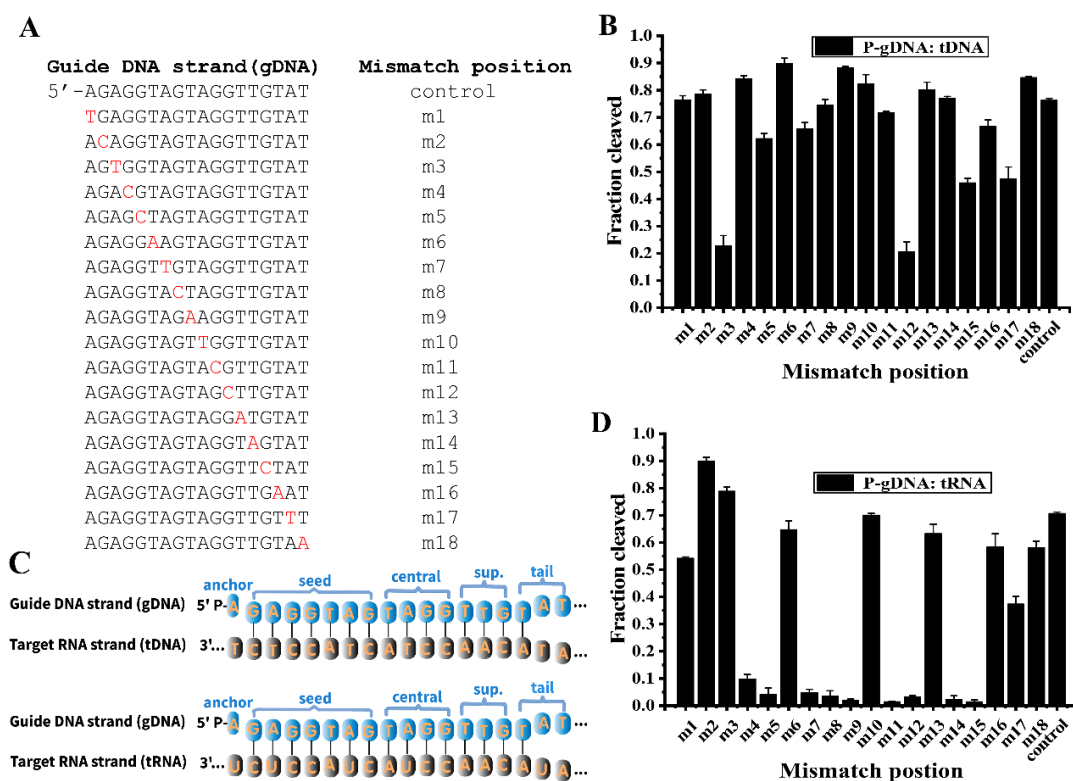 A
Guide DNA strand(gDNA) Mismatch position
5'-AGAGGTAGTAGGTTGTAT control
TGAGGTAGTAGGTTGTAT m1
ACAGGTAGTAGGTTGTAT m2
AGTGGTAGTAGGTTGTAT m3
AGACGTAGTAGGTTGTAT m4
AGAGCTAGTAGGTTGTAT m5
AGAGGAAGTAGGTTGTAT m6
AGAGGTTGTAGGTTGTAT m7
AGAGGTACTAGGTTGTAT m8
AGAGGTAGAAGGTTGTAT m9
AGAGGTAGTTGGTTGTAT m10
AGAGGTAGTACGTTGTAT m11
AGAGGTAGTAGCTTGTAT m12
AGAGGTAGTAGGATGTAT m13
AGAGGTAGTAGGTAGTAT m14
AGAGGTAGTAGGTTCTAT m15
AGAGGTAGTAGGTTGAAT m16
AGAGGTAGTAGGTTGTTT m17
AGAGGTAGTAGGTTGTAA m18
B
P-gDNA: tDNA
Fraction cleaved
1.0
0.9
0.8
0.7
0.6
0.5
0.4
0.3
0.2
0.1
0.0
m1 m2 m3 m4 m5 m6 m7 m8 m9 m10 m11 m12 m13 m14 m15 m16 m17 m18 control
Mismatch position
C
anchor seed central sup. tail
Guide DNA strand (gDNA) 5' P-AGAGGTAGTAGGTTGTAT...
Target RNA strand (tDNA) 3'...TCTCCATCATCCAACATA...
anchor seed central sup. tail
Guide DNA strand (gDNA) 5' P-AGAGGTAGTAGGTTGTAT...
Target RNA strand (tRNA) 3'...UCUCCAUCAUCCAACAUA...
D
P-gDNA: tRNA
Fraction cleaved
1.0
0.9
0.8
0.7
0.6
0.5
0.4
0.3
0.2
0.1
0.0
m1 m2 m3 m4 m5 m6 m7 m8 m9 m10 m11 m12 m13 m14 m15 m16 m17 m18 control
Mismatch position